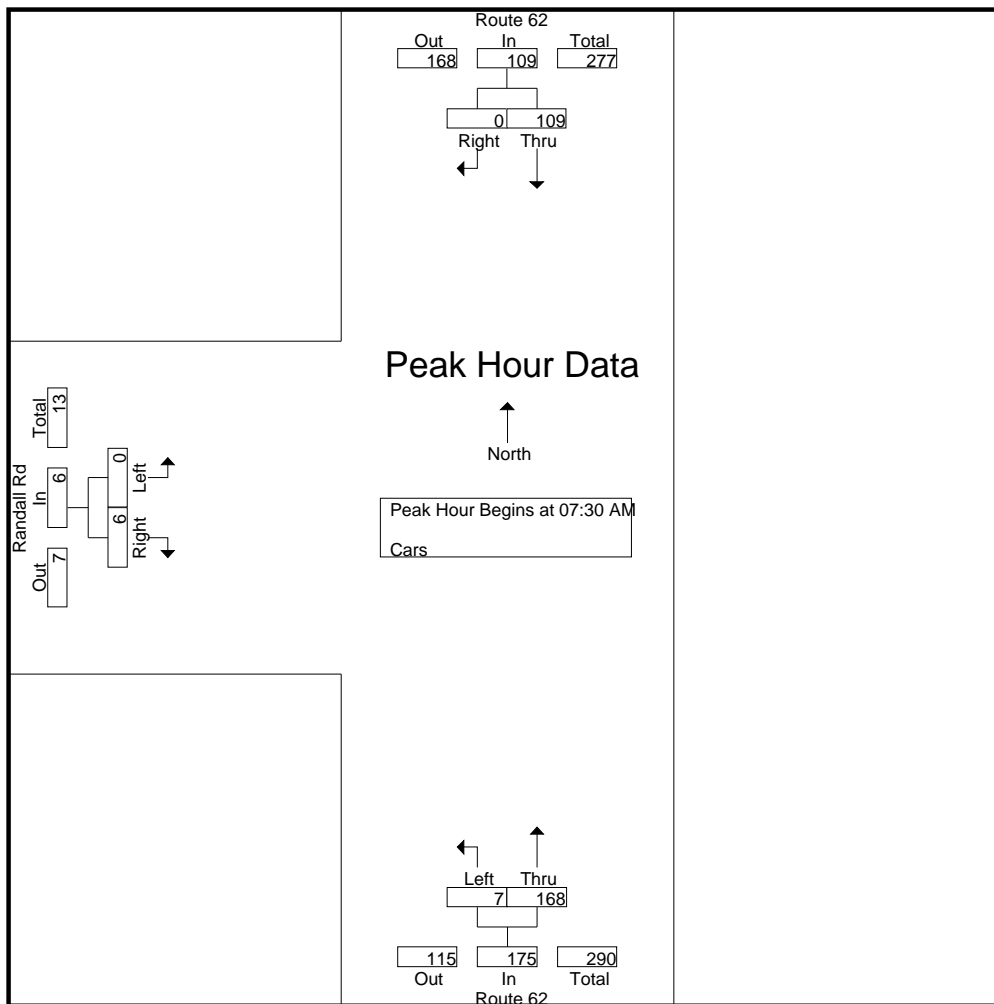 Route 62
Out In Total
168 109 277
0 109
Right Thru
Peak Hour Data
North
Peak Hour Begins at 07:30 AM
Cars
Randall Rd
Out In Total
7 6 13
6 0
Right Left
Left Thru
7 168
115 175 290
Out In Total
Route 62